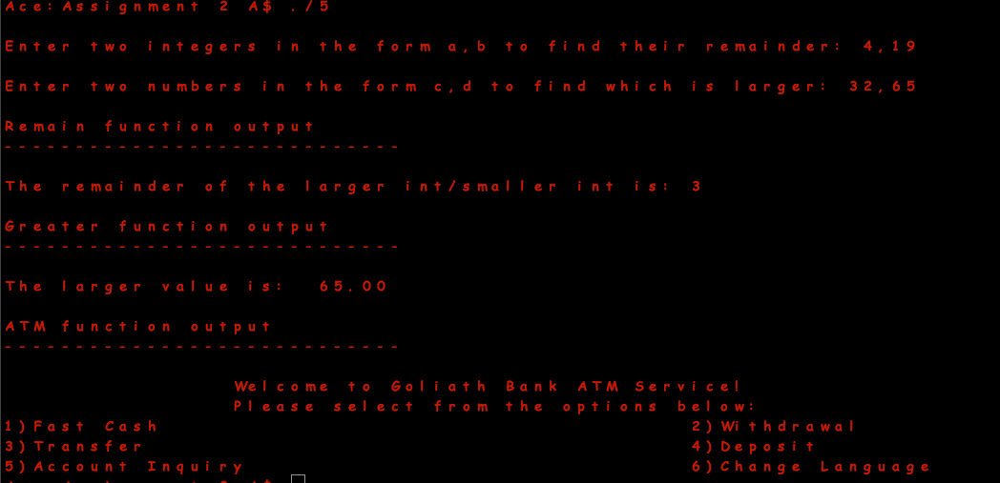 Ace:Assignment 2 A$ ./5
Enter two integers in the form a,b to find their remainder: 4,19
Enter two numbers in the form c,d to find which is larger: 32,65
Remain function output
----------------------------
The remainder of the larger int/smaller int is: 3
Greater function output
----------------------------
The larger value is: 65.00
ATM function output
----------------------------
Welcome to Goliath Bank ATM Service!
Please select from the options below:
1)Fast Cash 2)Withdrawal
3)Transfer 4)Deposit
5)Account Inquiry 6)Change Language